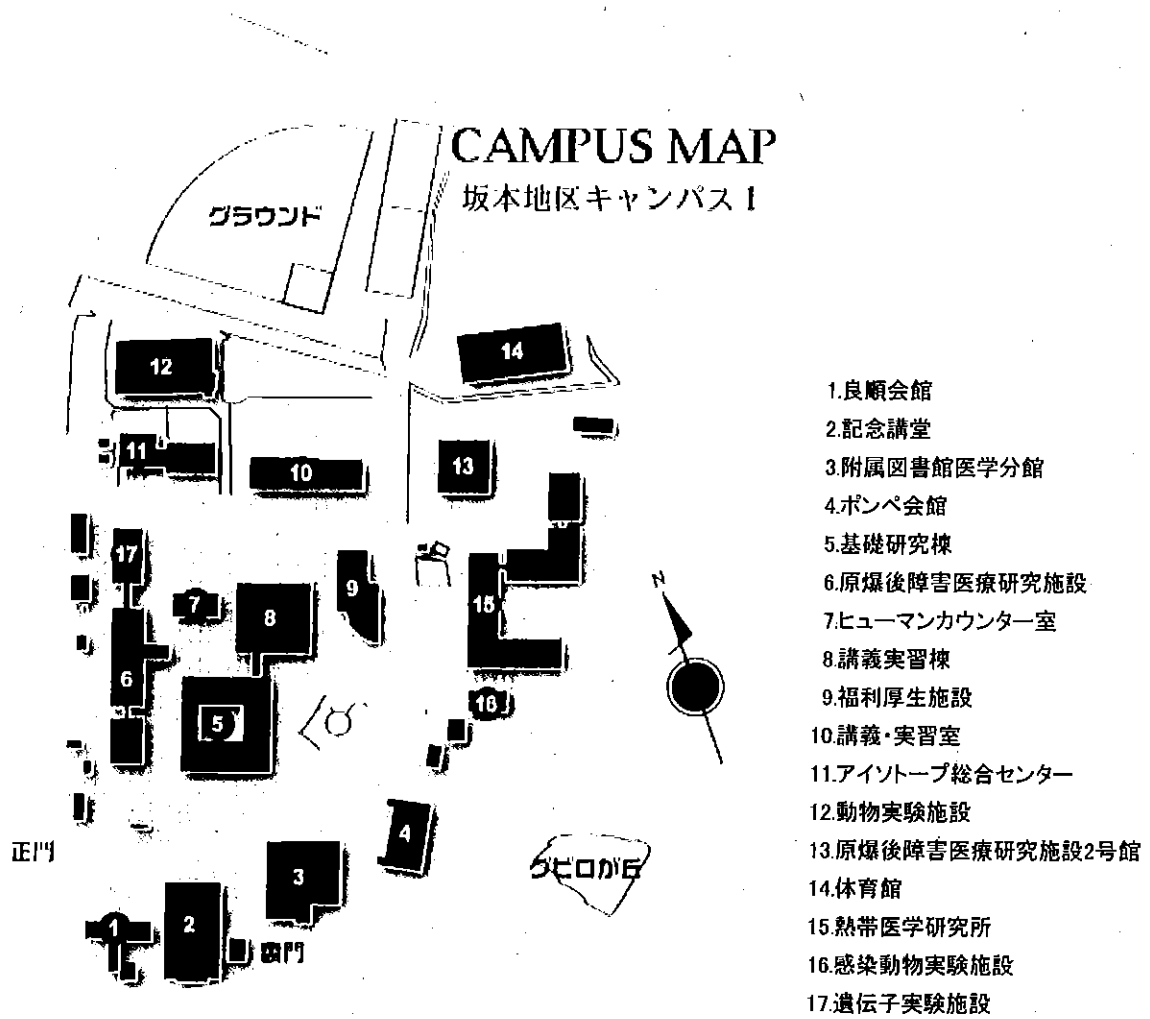 CAMPUS MAP
坂本地区キャンパス I
グラウンド
12
14
11
10
13
17
7
8
9
15
6
5
16
N
4
3
正門
グビロが丘
1
2
裏門
1.良順会館
2.記念講堂
3.附属図書館医学分館
4.ポンペ会館
5.基礎研究棟
6.原爆後障害医療研究施設
7.ヒューマンカウンター室
8.講義実習棟
9.福利厚生施設
10.講義・実習室
11.アイソトープ総合センター
12.動物実験施設
13.原爆後障害医療研究施設2号館
14.体育館
15.熱帯医学研究所
16.感染動物実験施設
17.遺伝子実験施設